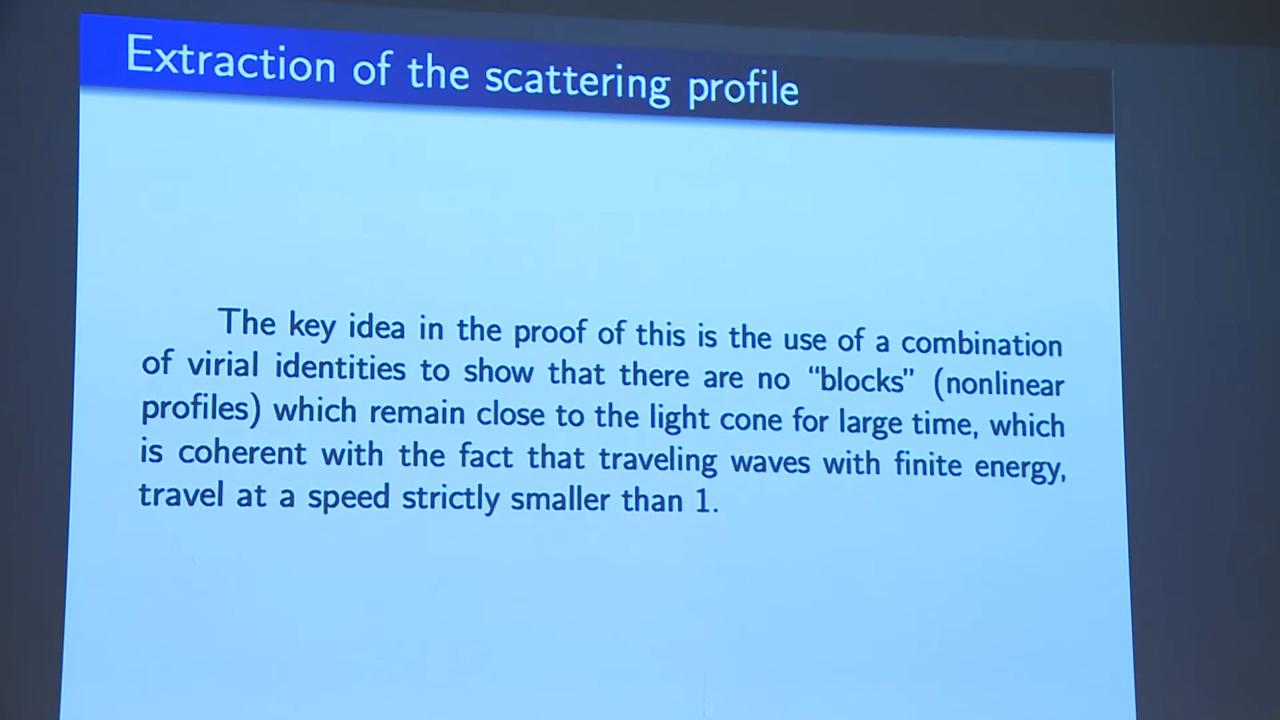 Extraction of the scattering profile
The key idea in the proof of this is the use of a combination
of virial identities to show that there are no “blocks” (nonlinear
profiles) which remain close to the light cone for large time, which
is coherent with the fact that traveling waves with finite energy,
travel at a speed strictly smaller than 1.